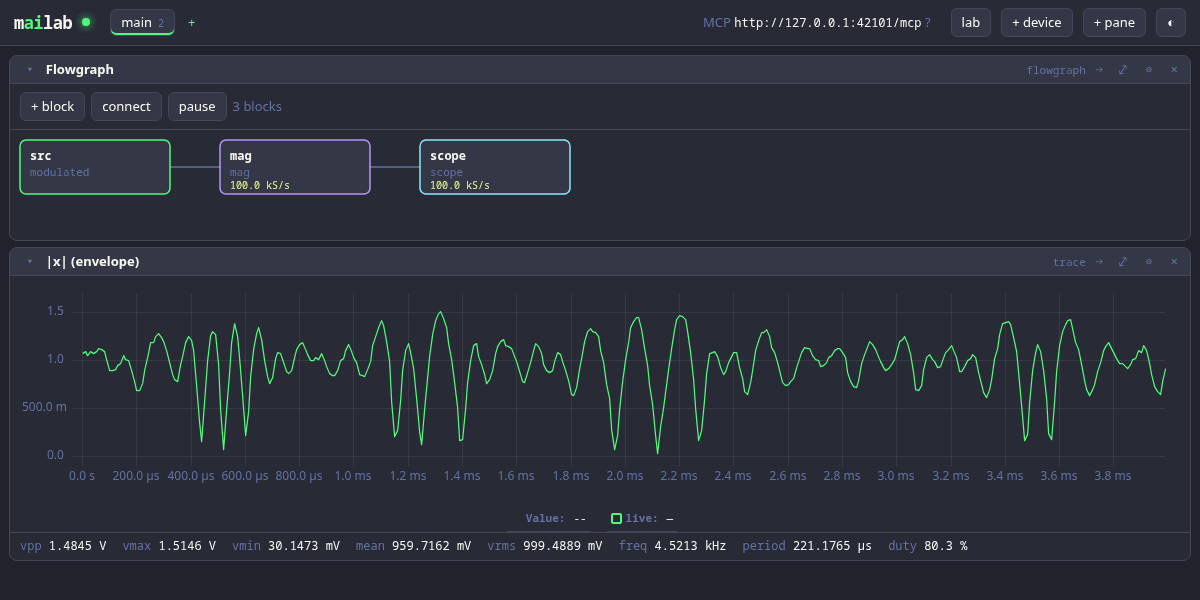 mailab main 2 + MCP http://127.0.0.1:42101/mcp ? lab + device + pane
Flowgraph flowgraph
+ block connect pause 3 blocks
src mag scope
modulated mag scope
100.0 kS/s 100.0 kS/s
|x| (envelope) trace
1.5
1.0
500.0 m
0.0
0.0 s 200.0 µs 400.0 µs 600.0 µs 800.0 µs 1.0 ms 1.2 ms 1.4 ms 1.6 ms 1.8 ms 2.0 ms 2.2 ms 2.4 ms 2.6 ms 2.8 ms 3.0 ms 3.2 ms 3.4 ms 3.6 ms 3.8 ms
Value: -- live: —
vpp 1.4845 V vmax 1.5146 V vmin 30.1473 mV mean 959.7162 mV vrms 999.4889 mV freq 4.5213 kHz period 221.1765 µs duty 80.3 %